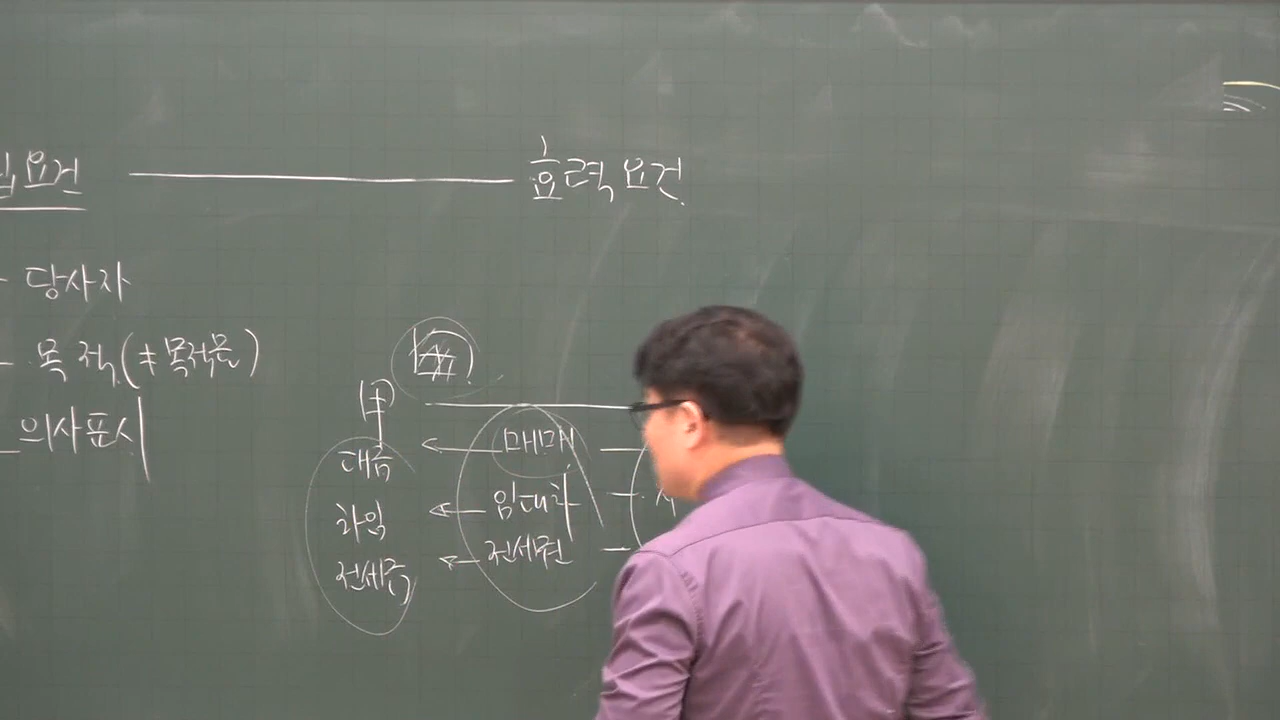 립요건 ── 효력요건
- 당사자
- 목적(≠목적물)
- 의사표시
甲
매매
대금
임대차
차임
전세권
전세금